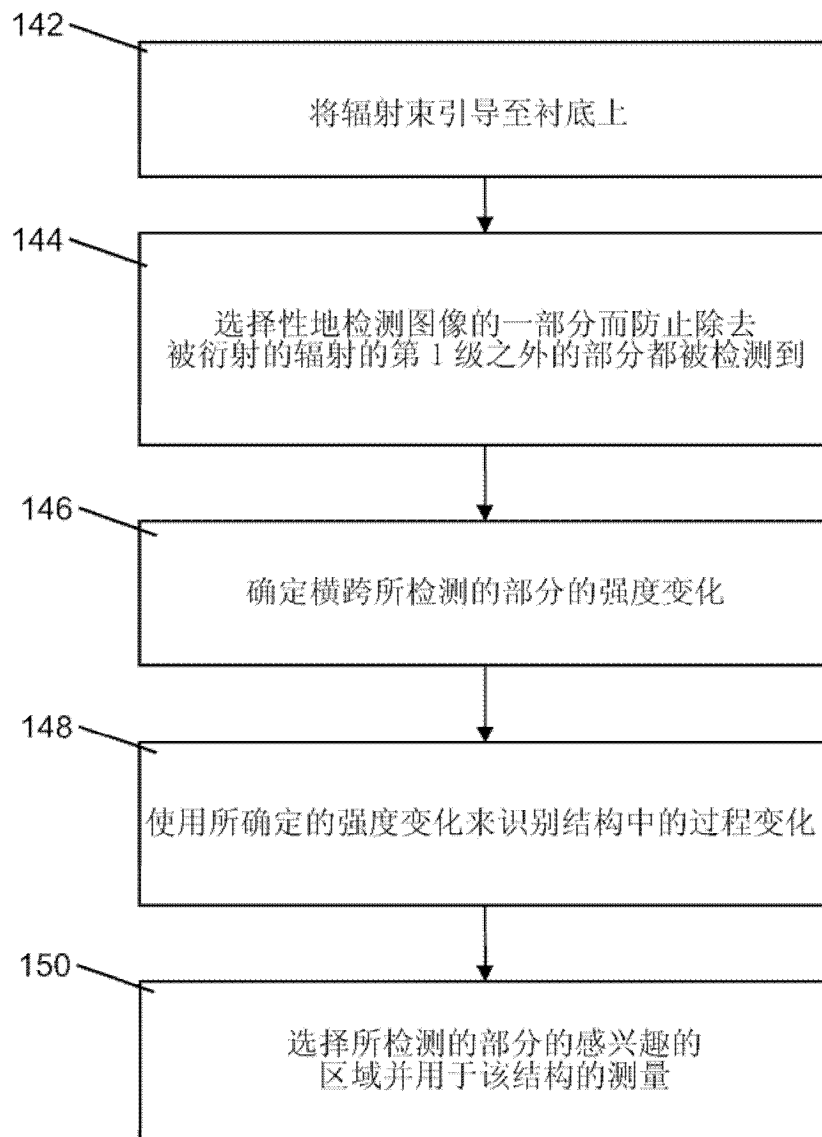 142
将辐射束引导至衬底上
144
选择性地检测图像的一部分而防止除去
被衍射的辐射的第1级之外的部分都被检测到
146
确定横跨所检测的部分的强度变化
148
使用所确定的强度变化来识别结构中的过程变化
150
选择所检测的部分的感兴趣的
区域并用于该结构的测量